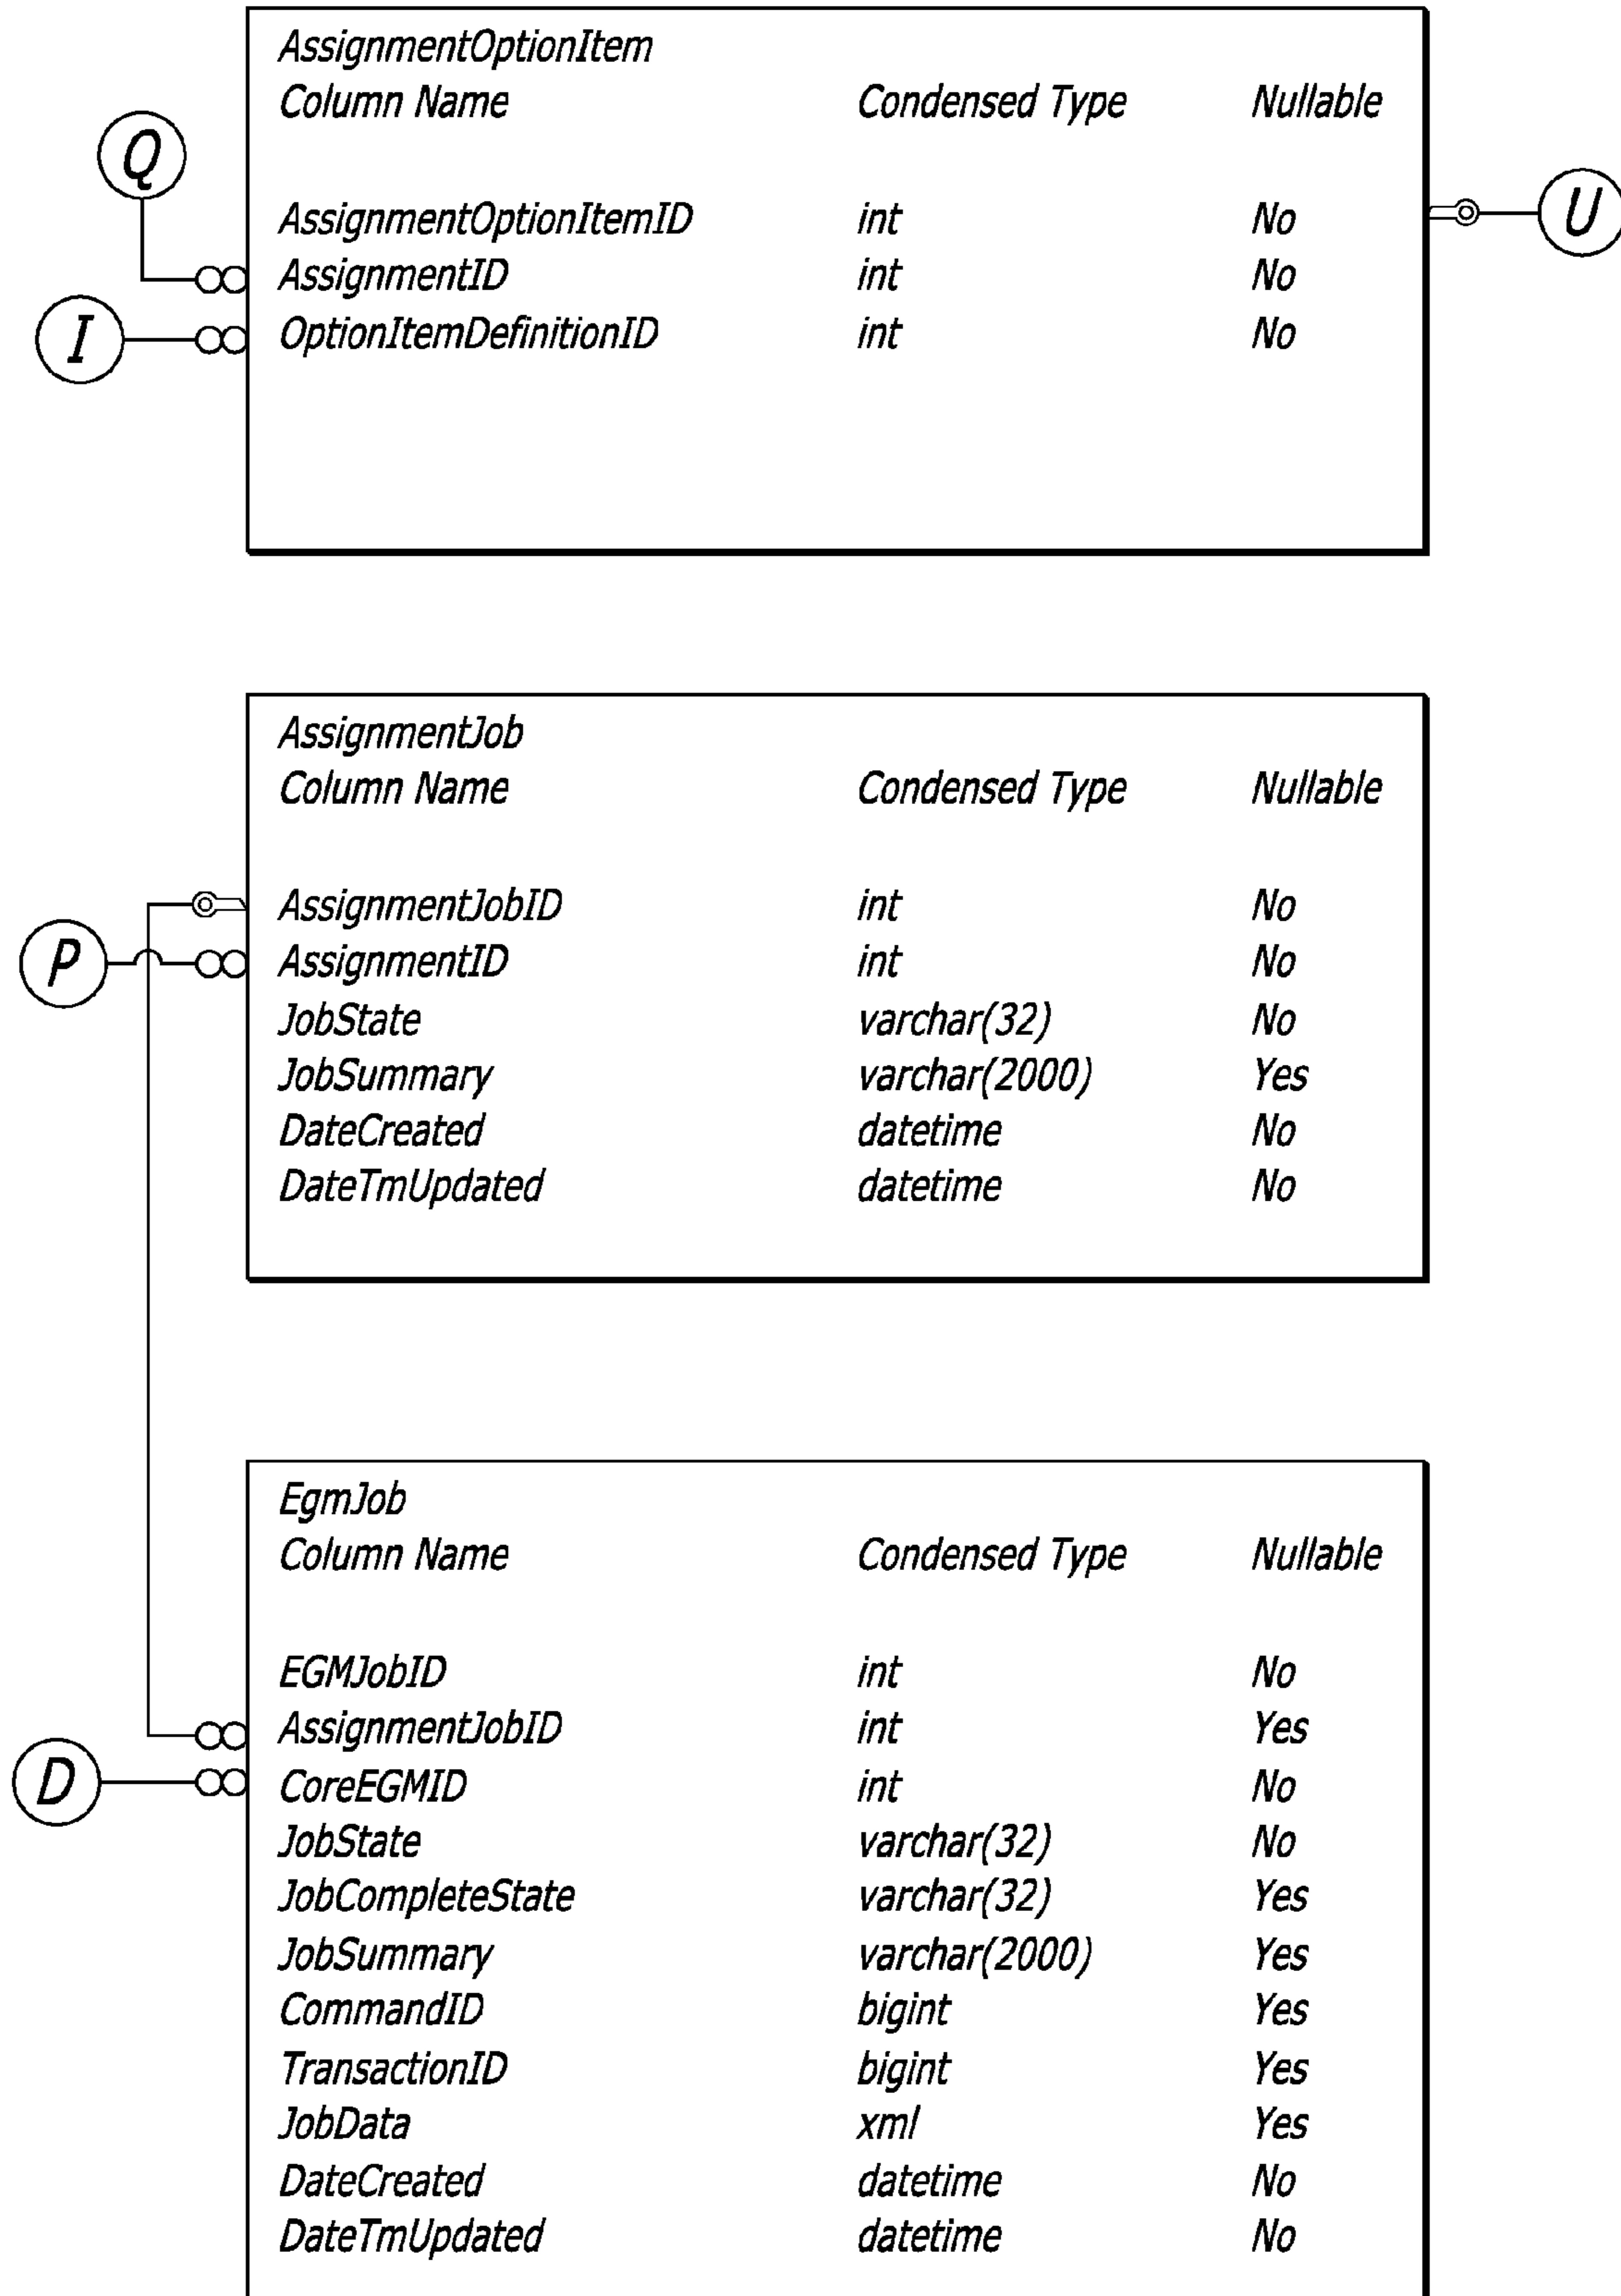 AssignmentOptionItem
Column Name Condensed Type Nullable
Q
AssignmentOptionItemID int No
U
AssignmentID int No
I
OptionItemDefinitionID int No
AssignmentJob
Column Name Condensed Type Nullable
AssignmentJobID int No
P
AssignmentID int No
JobState varchar(32) No
JobSummary varchar(2000) Yes
DateCreated datetime No
DateTmUpdated datetime No
EgmJob
Column Name Condensed Type Nullable
EGMJobID int No
AssignmentJobID int Yes
D
CoreEGMID int No
JobState varchar(32) No
JobCompleteState varchar(32) Yes
JobSummary varchar(2000) Yes
CommandID bigint Yes
TransactionID bigint Yes
JobData xml Yes
DateCreated datetime No
DateTmUpdated datetime No